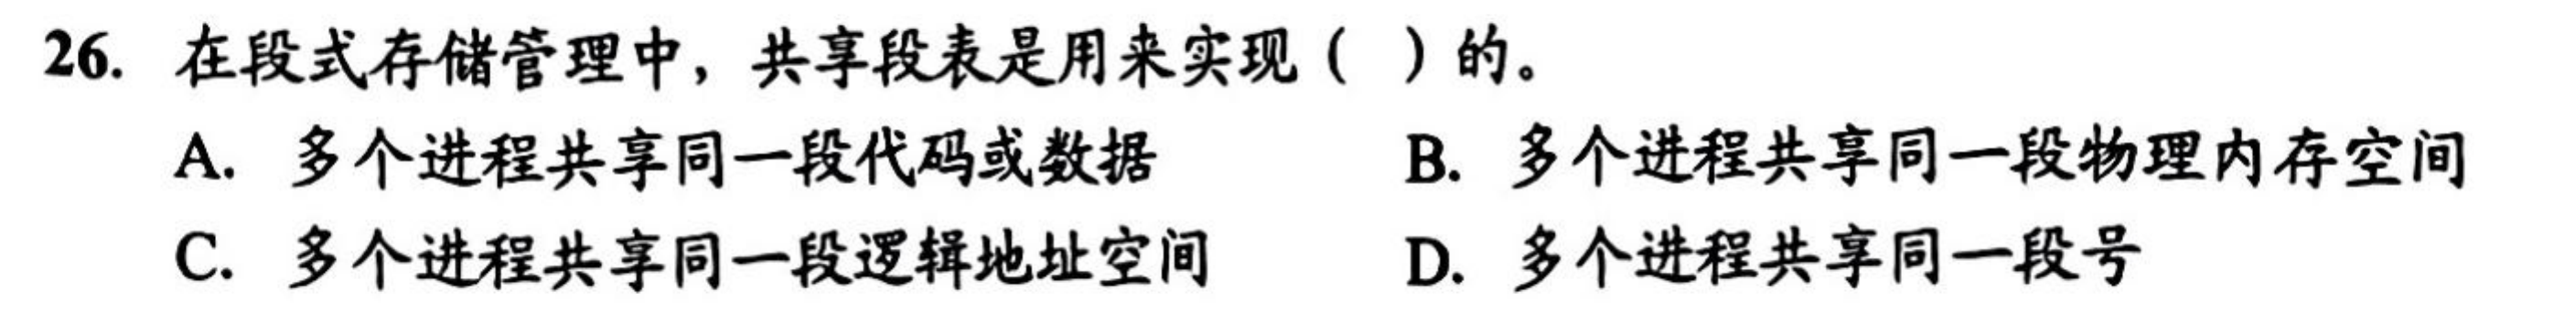 26. 在段式存储管理中，共享段表是用来实现（ ）的。
A. 多个进程共享同一段代码或数据 B. 多个进程共享同一段物理内存空间
C. 多个进程共享同一段逻辑地址空间 D. 多个进程共享同一段号